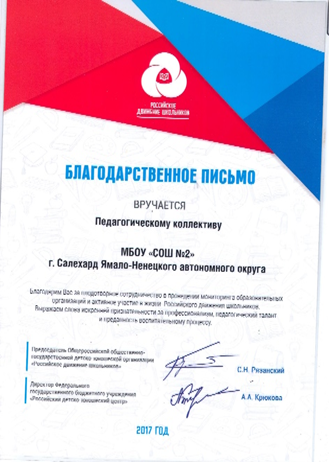 РОССИЙСКОЕ
ДВИЖЕНИЕ ШКОЛЬНИКОВ
БЛАГОДАРСТВЕННОЕ ПИСЬМО
ВРУЧАЕТСЯ
Педагогическому коллективу
МБОУ «СОШ №2»
г. Салехард Ямало-Ненецкого автономного округа
Благодарим Вас за плодотворное сотрудничество в проведении мониторинга образовательных
организаций и активное участие в жизни Российского движения школьников.
Выражаем слова искренней признательности за профессионализм, педагогический талант
и преданность воспитательному процессу.
Председатель Общероссийской общественно-
государственной детско-юношеской организации
«Российское движение школьников»
С.Н. Рязанский
Директор Федерального
государственного бюджетного учреждения
«Российский детско-юношеский центр»
А.А. Крюкова
2017 ГОД